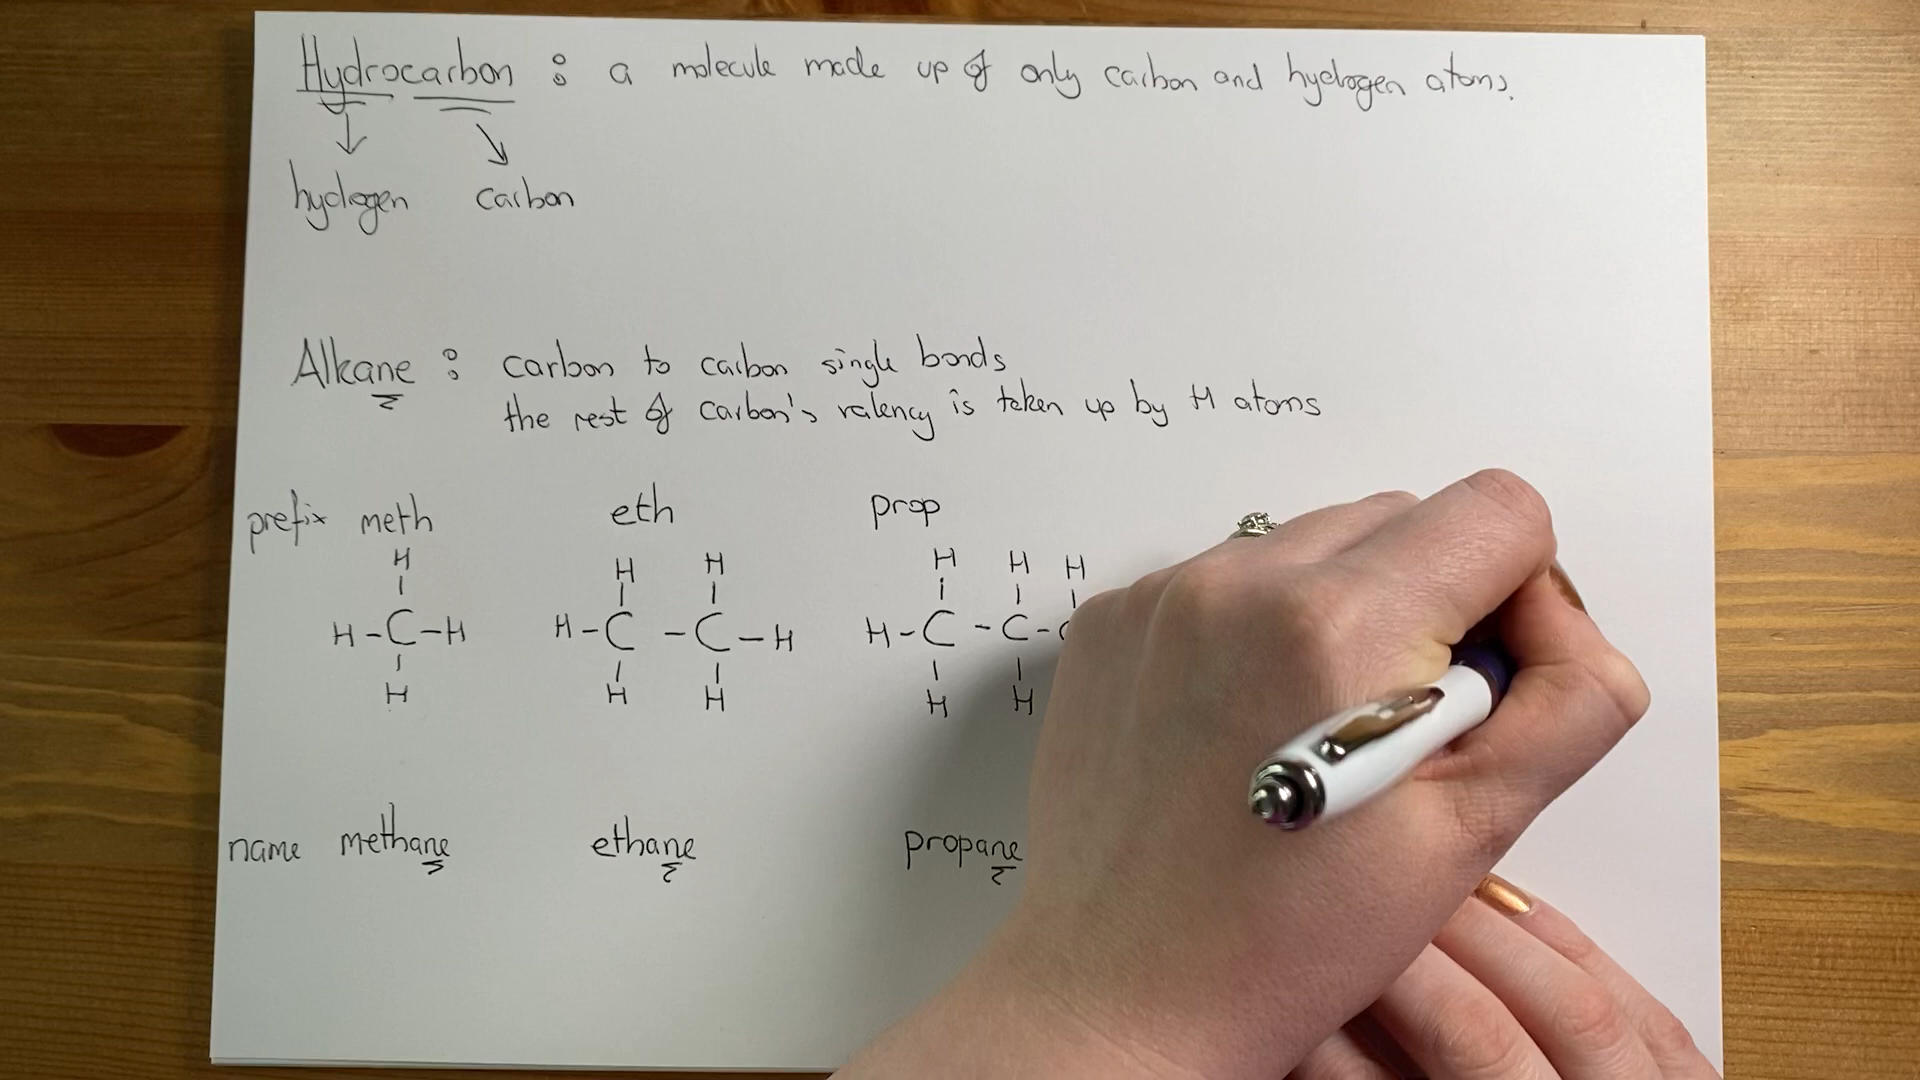 Hydrocarbon : a molecule made up of only carbon and hydrogen atoms.
hydogen carbon
Alkane : carbon to carbon single bonds
the rest of carbon's valency is taken up by H atoms
prefix meth eth prop
H H H H H H
H-C-H H-C-C-H H-C-C-
H H H H H
name methane ethane propane